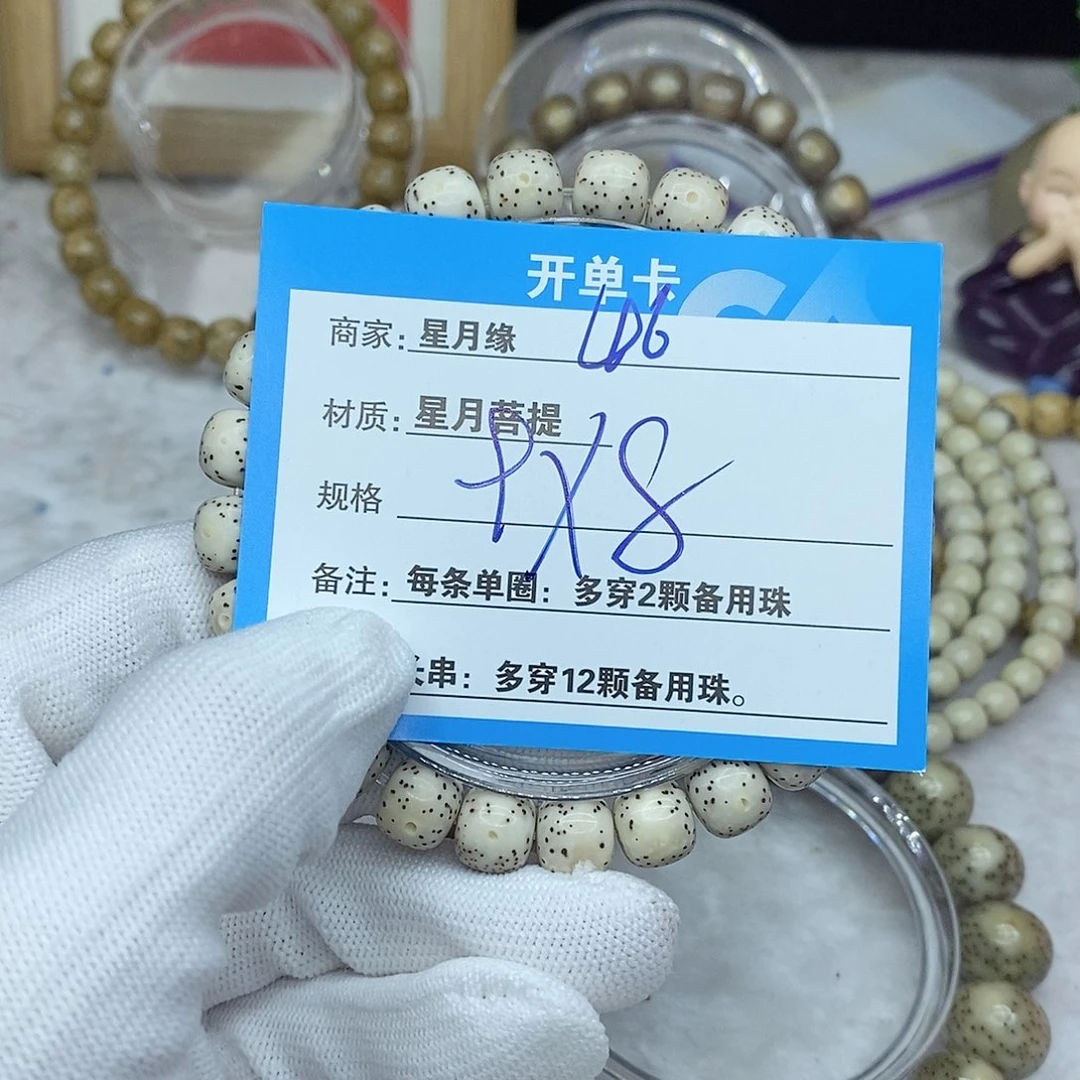 开单卡
商家：星月缘 LD6
材质：星月菩提
规格 PX8
备注：每条单圈：多穿2颗备用珠
串：多穿12颗备用珠。